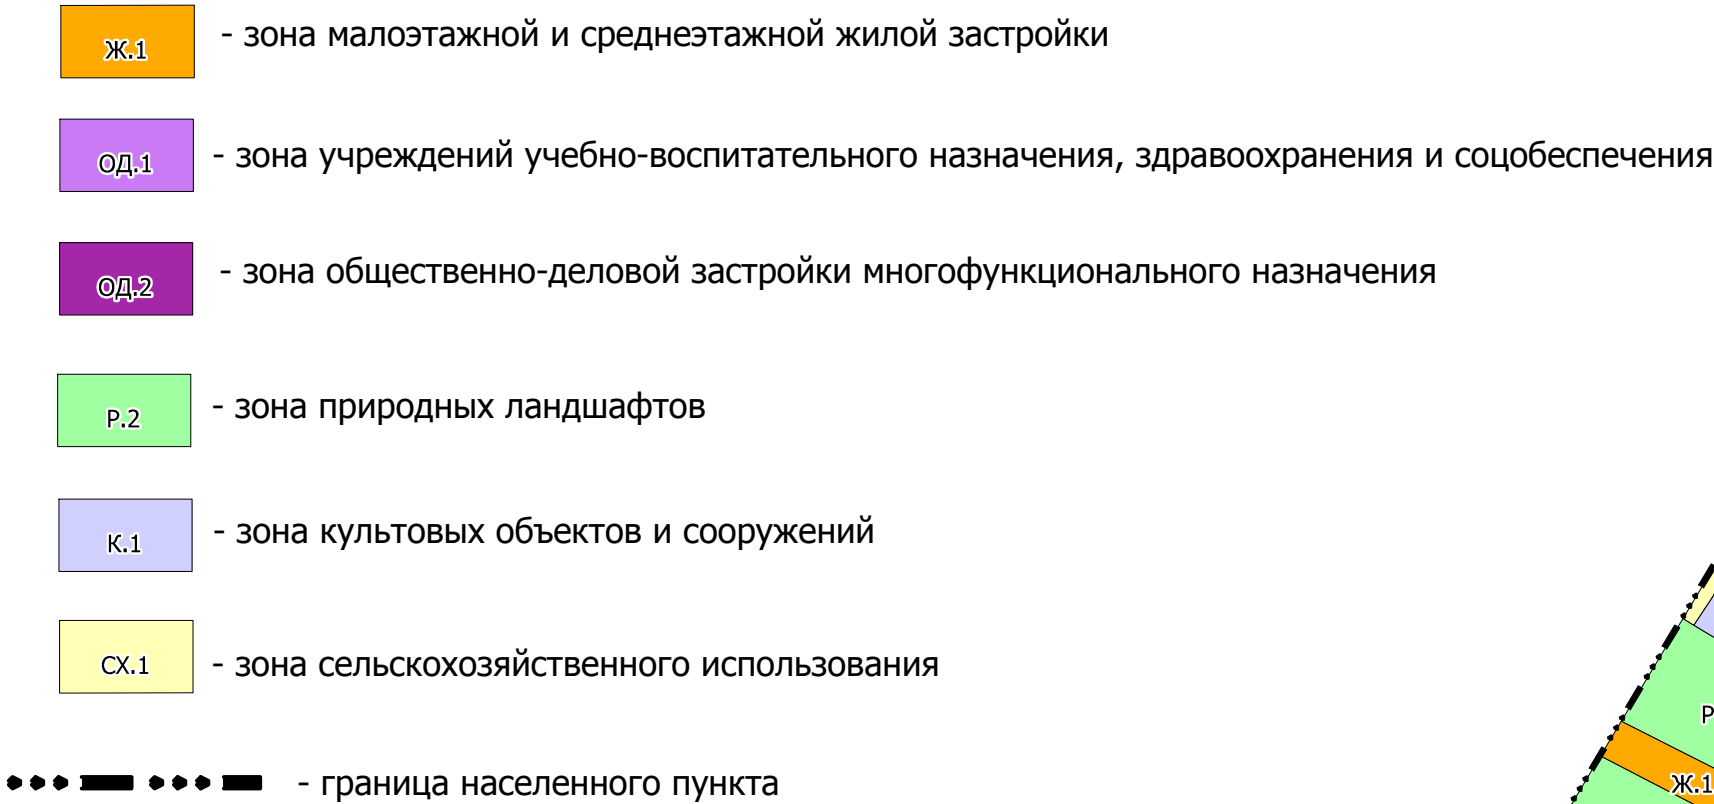 Ж.1 - зона малоэтажной и среднеэтажной жилой застройки
ОД.1 - зона учреждений учебно-воспитательного назначения, здравоохранения и соцобеспечения
ОД.2 - зона общественно-деловой застройки многофункционального назначения
Р.2 - зона природных ландшафтов
К.1 - зона культовых объектов и сооружений
СХ.1 - зона сельскохозяйственного использования
Р
Ж.1
- граница населенного пункта